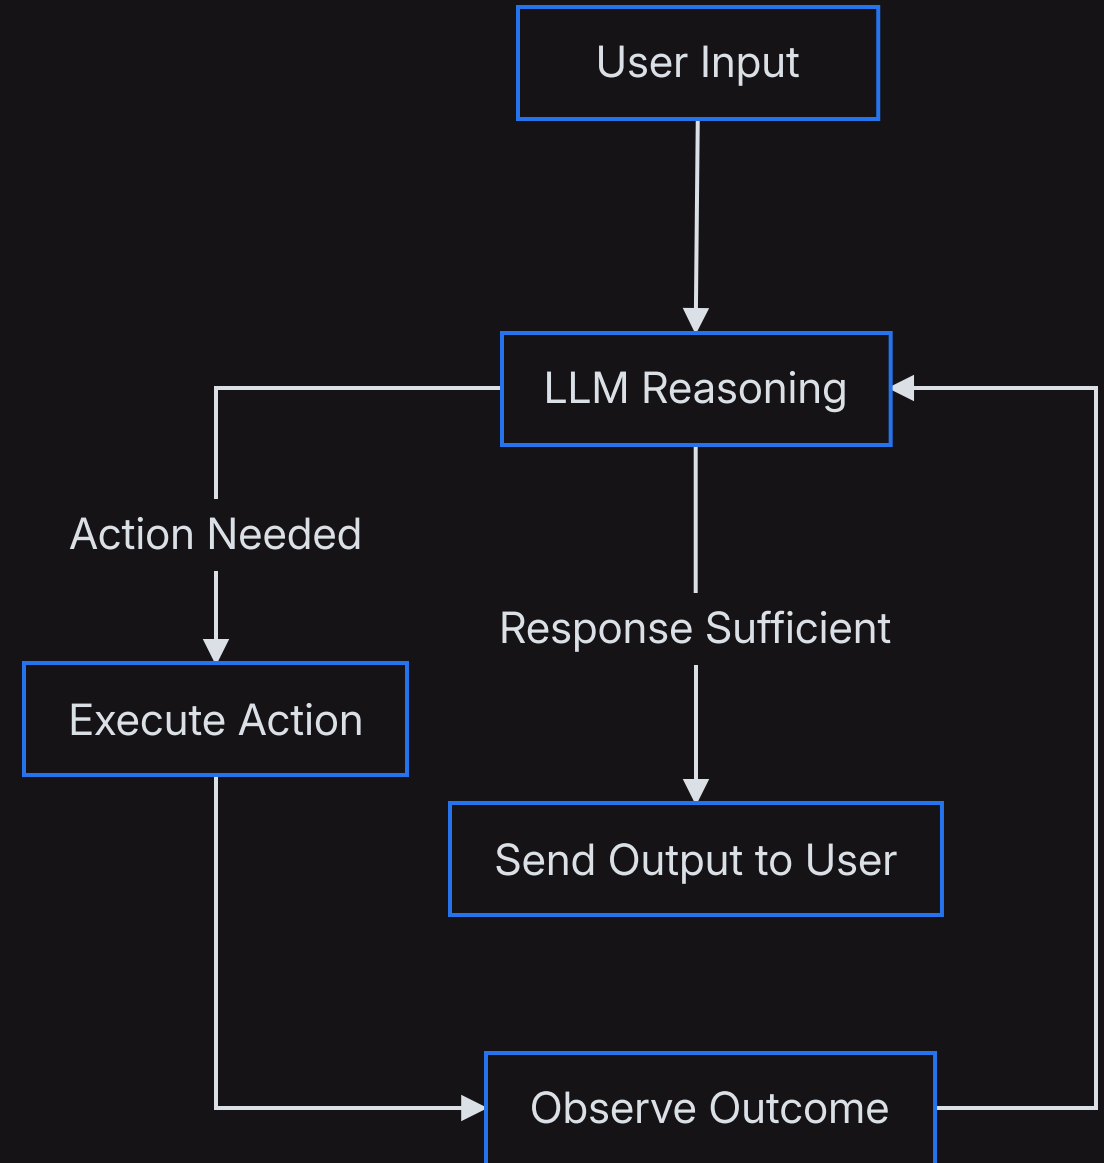 User Input
LLM Reasoning
Action Needed
Response Sufficient
Execute Action
Send Output to User
Observe Outcome